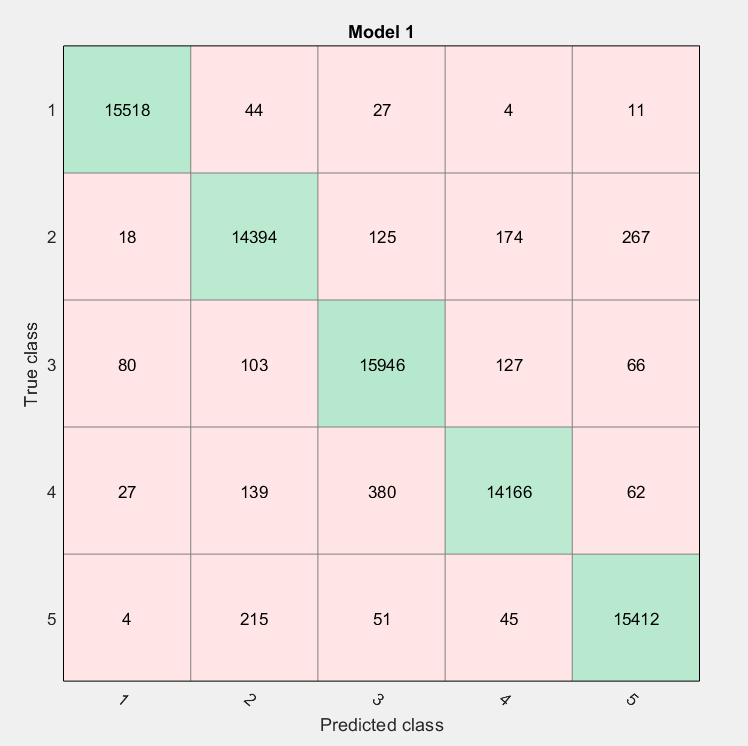 Model 1
1 15518 44 27 4 11
2 18 14394 125 174 267
True class
3 80 103 15946 127 66
4 27 139 380 14166 62
5 4 215 51 45 15412
1 2 3 4 5
Predicted class